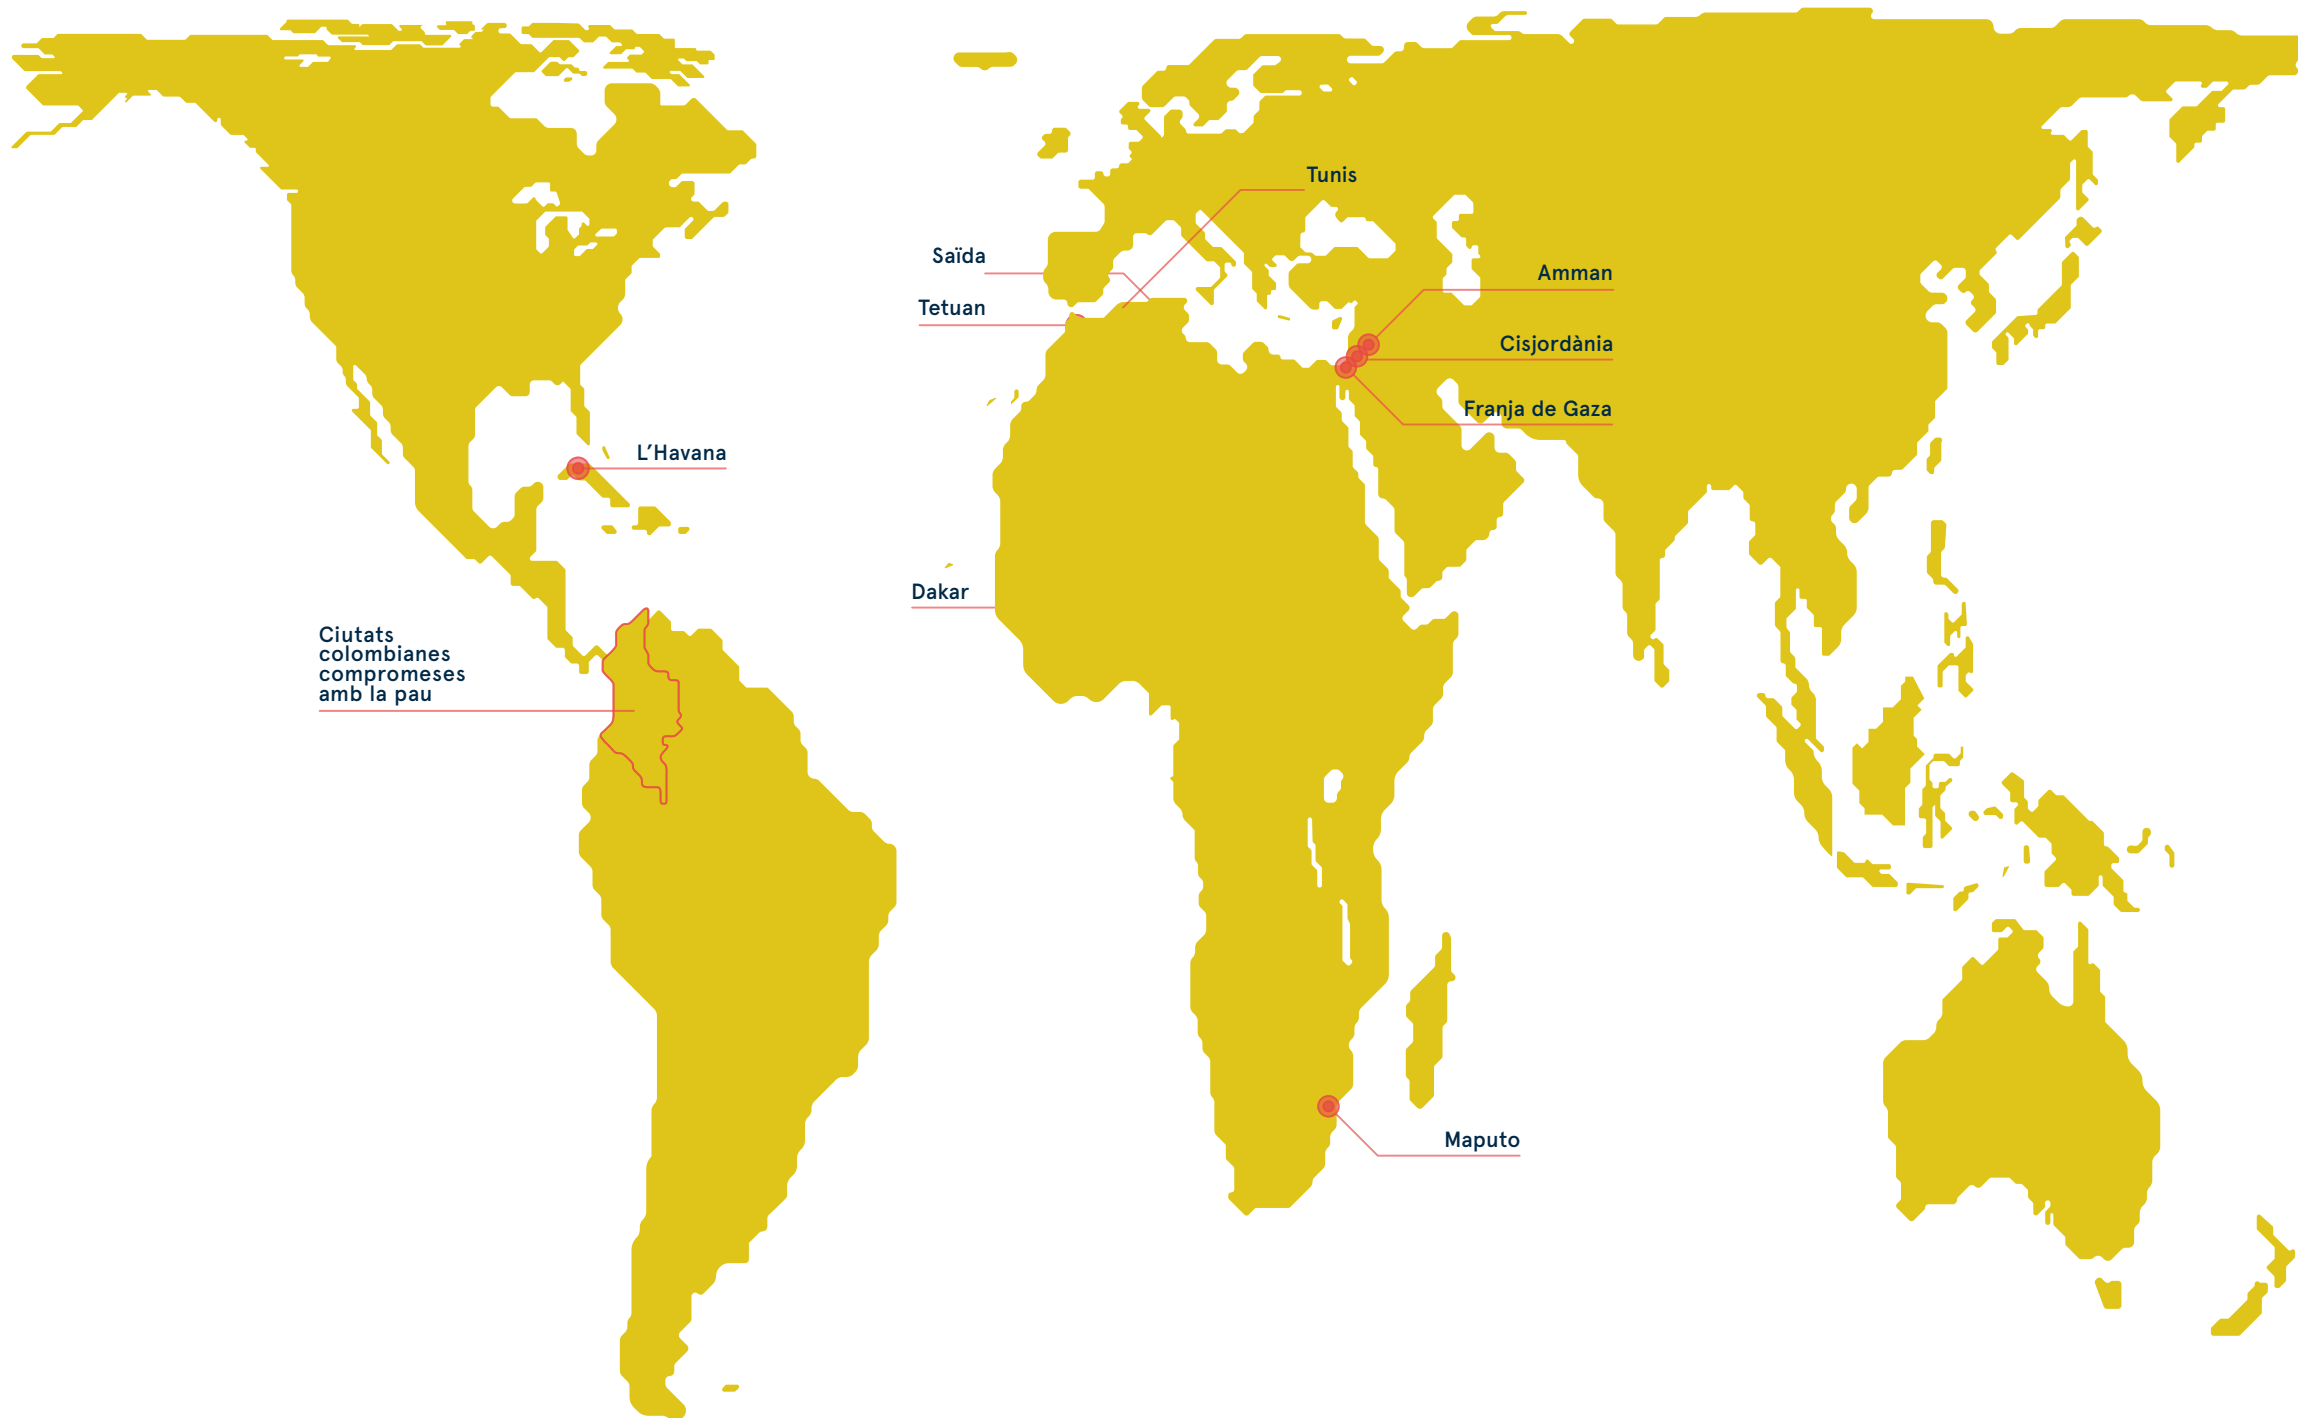 Tunis
Saïda
Amman
Tetuan
Cisjordània
Franja de Gaza
L’Havana
Dakar
Ciutats
colombianes
compromeses
amb la pau
Maputo